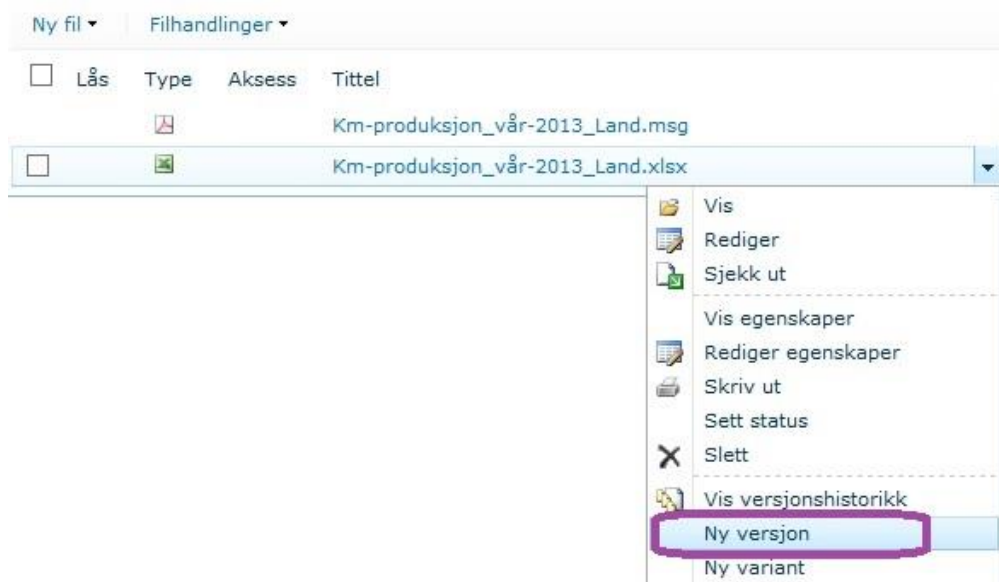 Ny fil Filhandlinger
Lås Type Aksess Tittel
Km-produksjon_vår-2013_Land.msg
Km-produksjon_vår-2013_Land.xlsx
Vis
Rediger
Sjekk ut
Vis egenskaper
Rediger egenskaper
Skriv ut
Sett status
Slett
Vis versjonshistorikk
Ny versjon
Ny variant